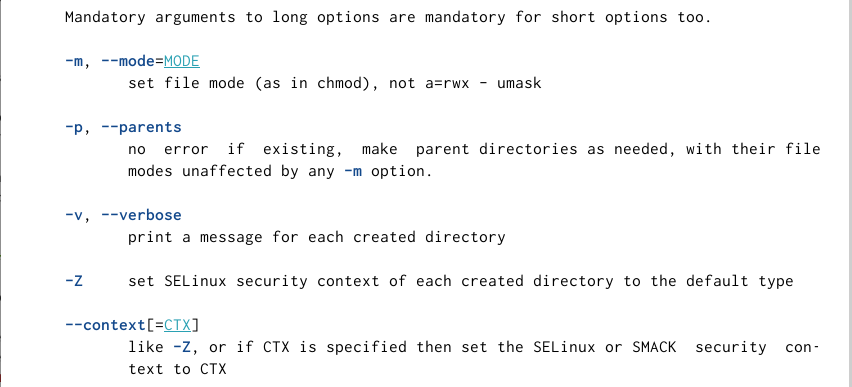 Mandatory arguments to long options are mandatory for short options too.
-m, --mode=MODE
set file mode (as in chmod), not a=rwx - umask
-p, --parents
no error if existing, make parent directories as needed, with their file
modes unaffected by any -m option.
-v, --verbose
print a message for each created directory
-Z set SELinux security context of each created directory to the default type
--context[=CTX]
like -Z, or if CTX is specified then set the SELinux or SMACK security con-
text to CTX